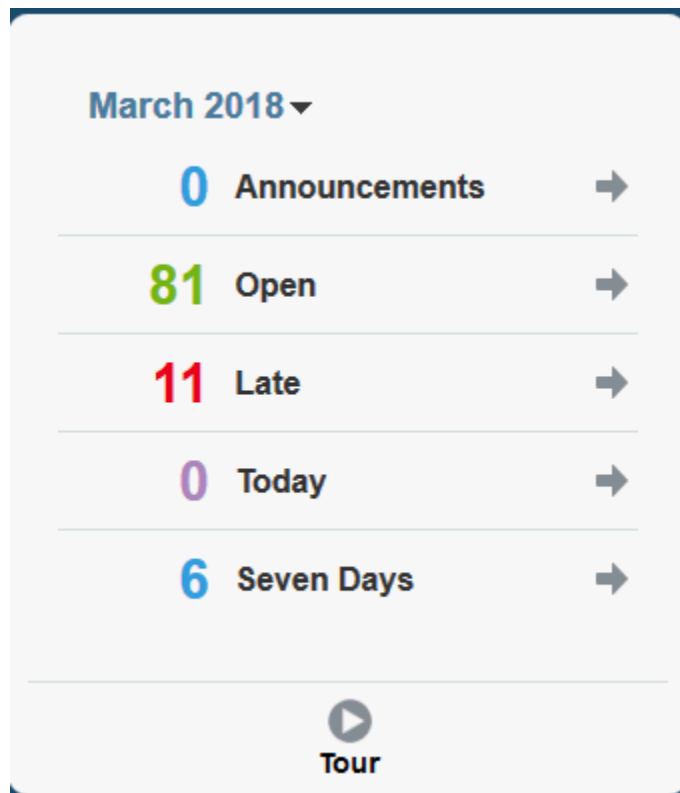 March 2018
0 Announcements
81 Open
11 Late
0 Today
6 Seven Days
Tour